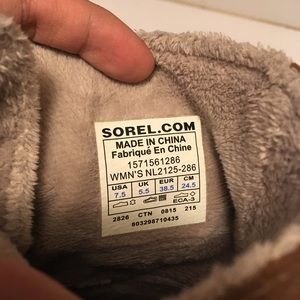 SOREL.COM
MADE IN CHINA
Fabriqué En Chine
1571561286
WMN'S NL2125-286
USA UK EUR CM
7.5 5.5 38.5 24.5
ECA-3
2826 CTN 0815 215
803298710435